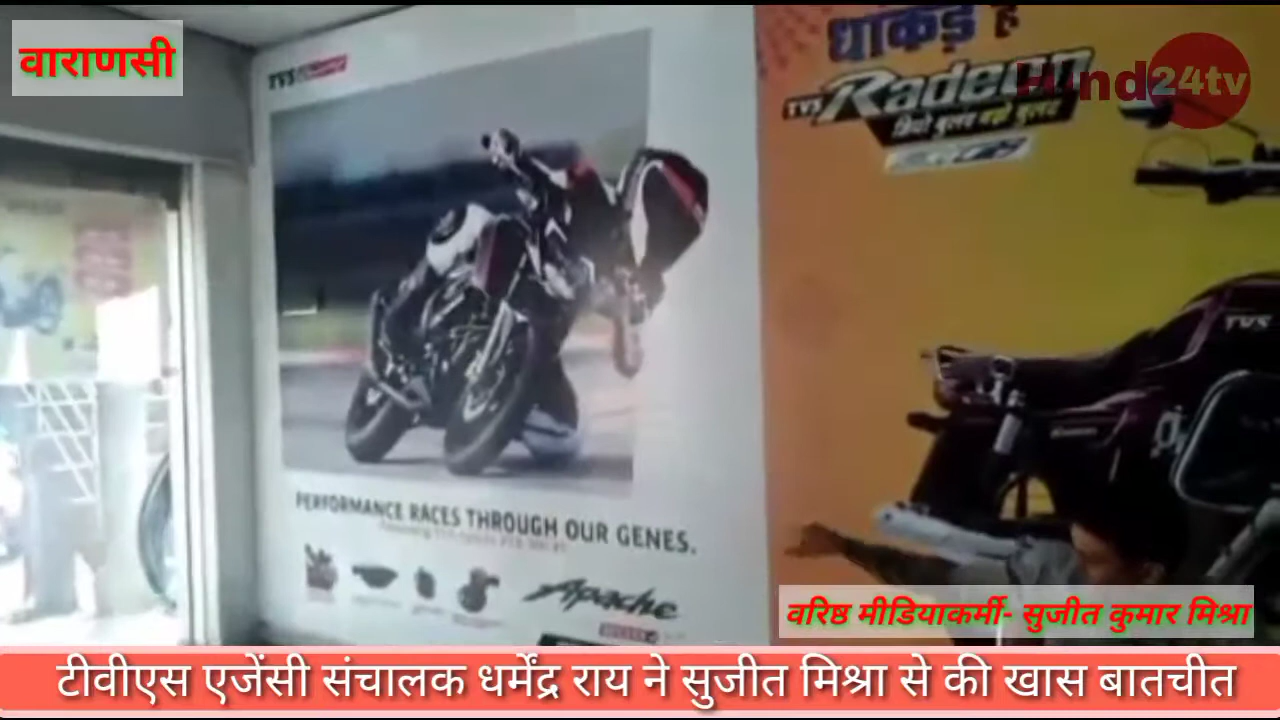 वाराणसी
TVS
धाकड़ है
Hind24tv
TVS Radeon
TVS
PERFORMANCE RACES THROUGH OUR GENES.
Apache
वरिष्ठ मीडियाकर्मी- सुजीत कुमार मिश्रा
टीवीएस एजेंसी संचालक धर्मेंद्र राय ने सुजीत मिश्रा से की खास बातचीत